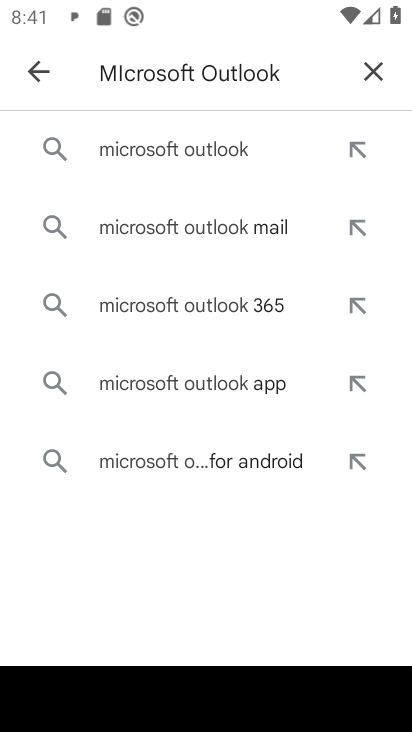 8:41
MIcrosoft Outlook
microsoft outlook
microsoft outlook mail
microsoft outlook 365
microsoft outlook app
microsoft o...for android